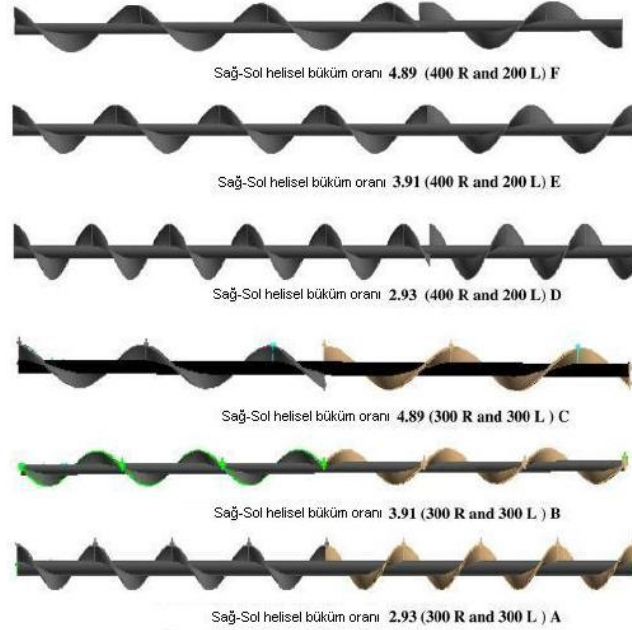 Sağ-Sol helisel büküm oranı 4.89 (400 R and 200 L) F
Sağ-Sol helisel büküm oranı 3.91 (400 R and 200 L) E
Sağ-Sol helisel büküm oranı 2.93 (400 R and 200 L) D
Sağ-Sol helisel büküm oranı 4.89 (300 R and 300 L ) C
Sağ-Sol helisel büküm oranı 3.91 (300 R and 300 L ) B
Sağ-Sol helisel büküm oranı 2.93 (300 R and 300 L ) A